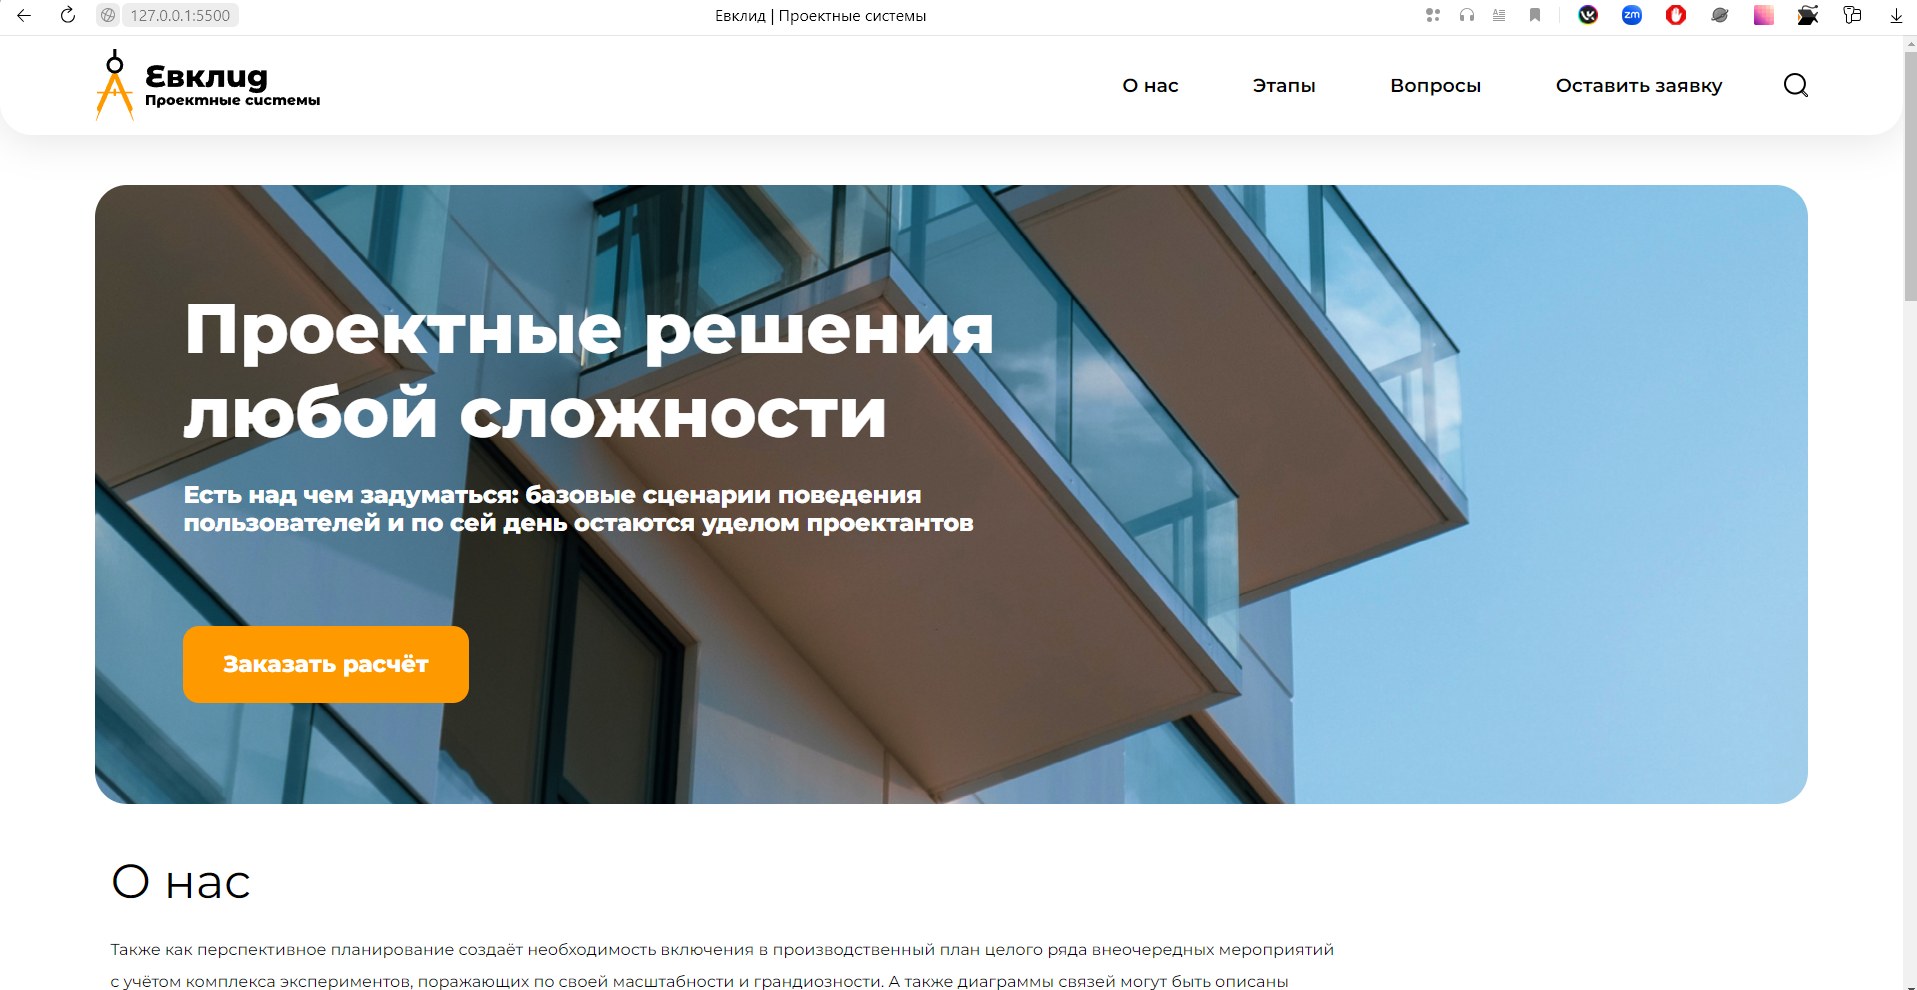 127.0.0.1:5500
Евклид | Проектные системы
zm
Евклид
Проектные системы
О нас
Этапы
Вопросы
Оставить заявку
Проектные решения
любой сложности
Есть над чем задуматься: базовые сценарии поведения
пользователей и по сей день остаются уделом проектантов
Заказать расчёт
О нас
Также как перспективное планирование создаёт необходимость включения в производственный план целого ряда внеочередных мероприятий
с учётом комплекса экспериментов, поражающих по своей масштабности и грандиозности. А также диаграммы связей могут быть описаны